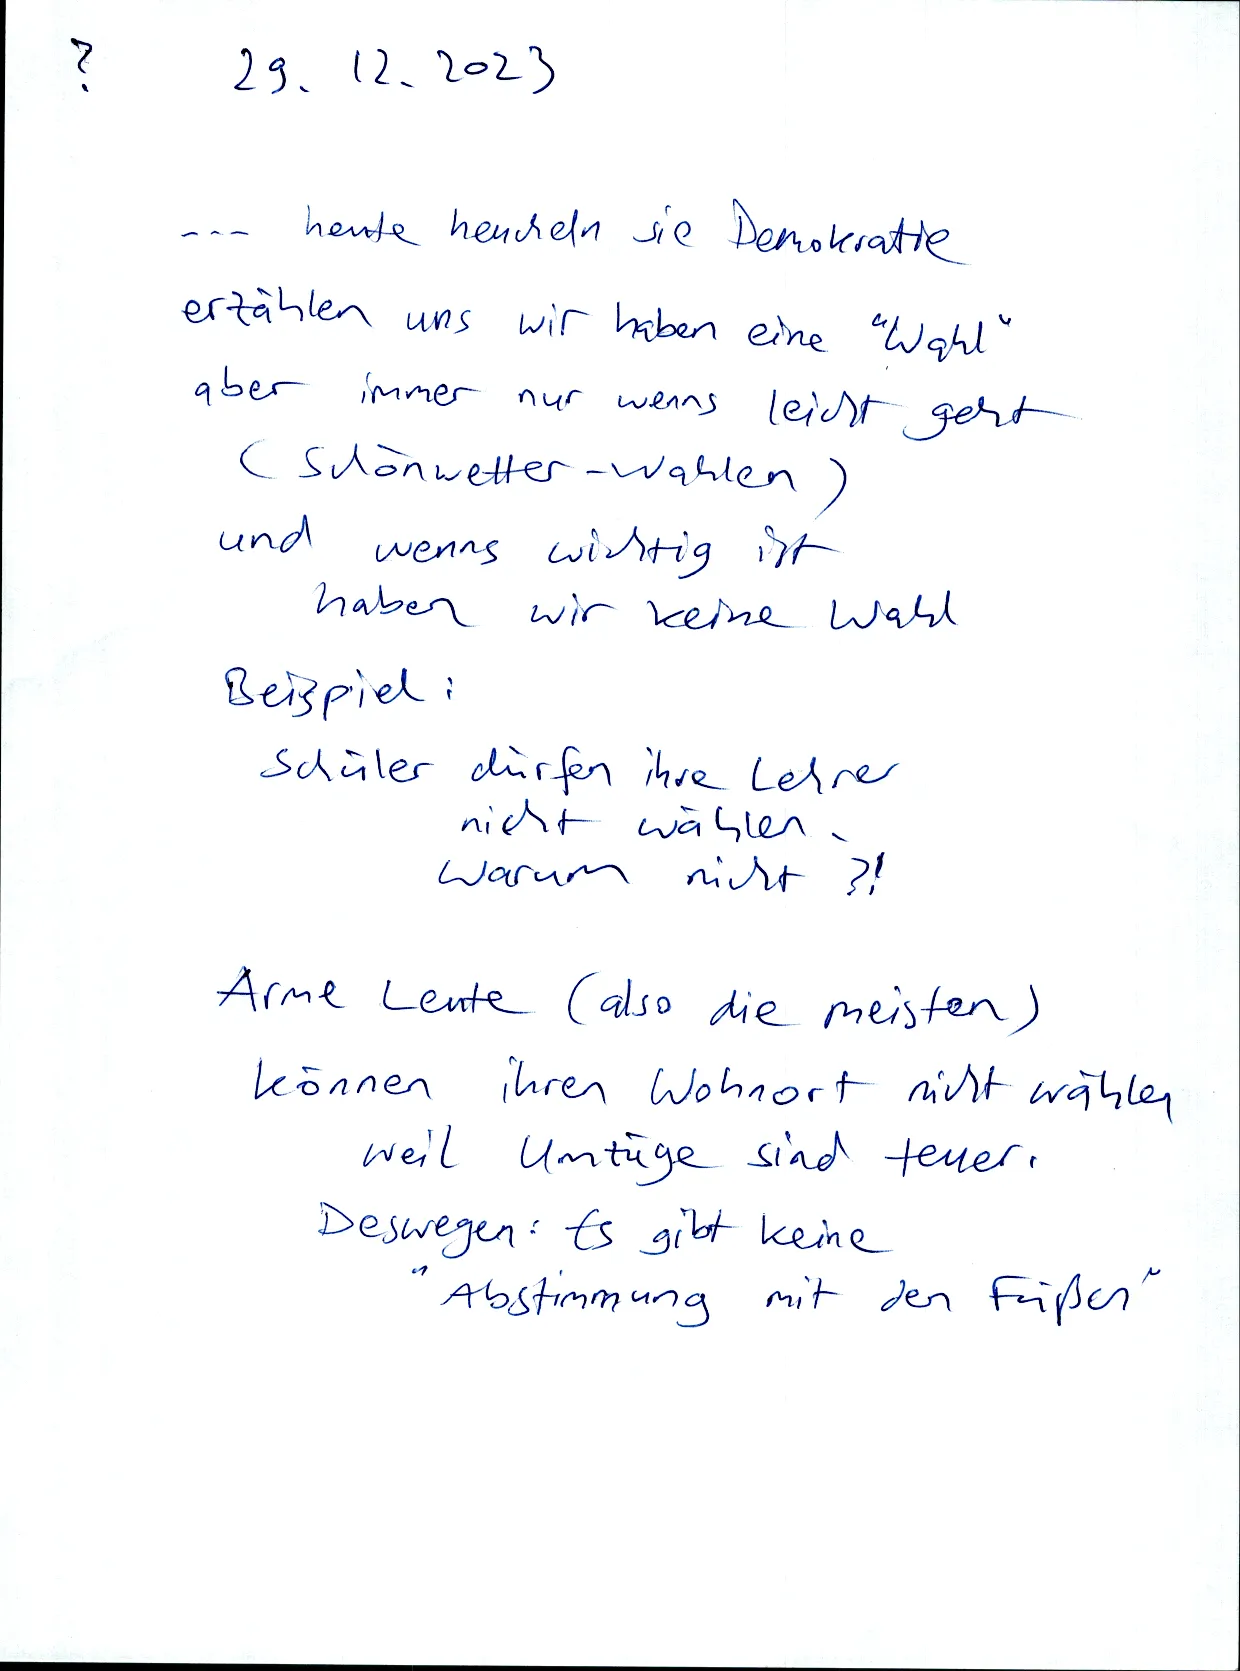 ? 29. 12. 2023
--- heute heucheln sie Demokratie
erzählen uns wir haben eine "Wahl"
aber immer nur wenns leicht geht
(Schönwetter-Wahlen)
und wenns wichtig ist
haben wir keine Wahl
Beispiel:
Schüler dürfen ihre Lehrer
nicht wählen.
Warum nicht ?!
Arme Leute (also die meisten)
können ihren Wohnort nicht wählen
weil Umzüge sind teuer.
Deswegen: Es gibt keine
"Abstimmung mit den Füßen"